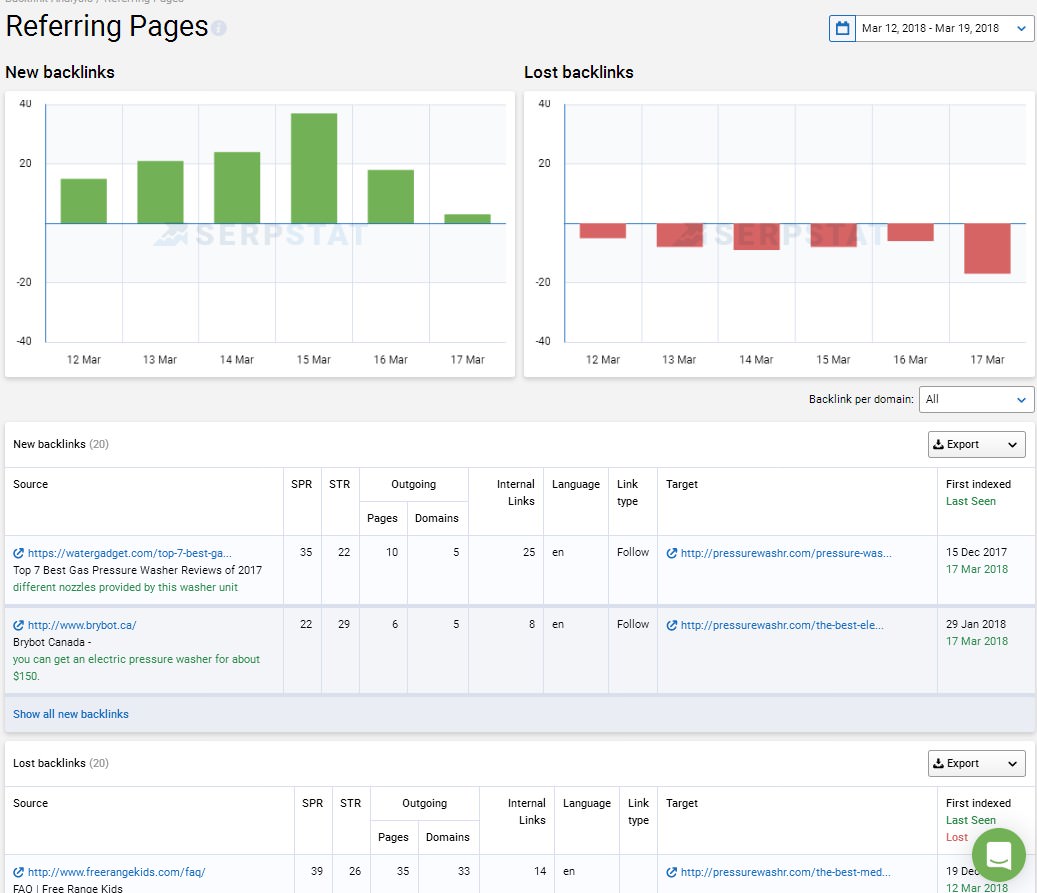 Backlink Analysis / Referring Pages
Referring Pages
Mar 12, 2018 - Mar 19, 2018
New backlinks
Lost backlinks
40
20
-20
-40
12 Mar 13 Mar 14 Mar 15 Mar 16 Mar 17 Mar
SERPSTAT
40
20
-20
-40
12 Mar 13 Mar 14 Mar 15 Mar 16 Mar 17 Mar
SERPSTAT
Backlink per domain: All
New backlinks (20)
Export
Source SPR STR Outgoing Internal Language Link Target First indexed
Links type Last Seen
Pages Domains
https://watergadget.com/top-7-best-ga... 35 22 10 5 25 en Follow http://pressurewashr.com/pressure-was... 15 Dec 2017
Top 7 Best Gas Pressure Washer Reviews of 2017 17 Mar 2018
different nozzles provided by this washer unit
http://www.brybot.ca/ 22 29 6 5 8 en Follow http://pressurewashr.com/the-best-ele... 29 Jan 2018
Brybot Canada - 17 Mar 2018
you can get an electric pressure washer for about
$150.
Show all new backlinks
Lost backlinks (20)
Export
Source SPR STR Outgoing Internal Language Link Target First indexed
Links type Last Seen
Pages Domains Lost
http://www.freerangekids.com/faq/ 39 26 35 33 14 en http://pressurewashr.com/the-best-med... 19 Dec
FAQ | Free Range Kids 12 Mar 2018